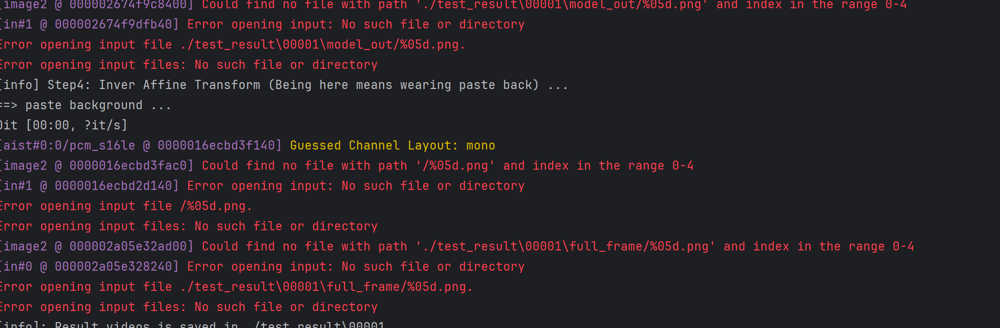 [image2 @ 000002674f9c8400] Could find no file with path './test_result\00001\model_out/%05d.png' and index in the range 0-4
[in#1 @ 000002674f9dfb40] Error opening input: No such file or directory
Error opening input file ./test_result\00001\model_out/%05d.png.
Error opening input files: No such file or directory
[info] Step4: Inver Affine Transform (Being here means wearing paste back) ...
==> paste background ...
0it [00:00, ?it/s]
[aist#0:0/pcm_s16le @ 0000016ecbd3f140] Guessed Channel Layout: mono
[image2 @ 0000016ecbd3fac0] Could find no file with path '/%05d.png' and index in the range 0-4
[in#1 @ 0000016ecbd2d140] Error opening input: No such file or directory
Error opening input file /%05d.png.
Error opening input files: No such file or directory
[image2 @ 000002a05e32ad00] Could find no file with path './test_result\00001\full_frame/%05d.png' and index in the range 0-4
[in#0 @ 000002a05e328240] Error opening input: No such file or directory
Error opening input file ./test_result\00001\full_frame/%05d.png.
Error opening input files: No such file or directory
[info]: Result videos is saved in ./test_result\00001